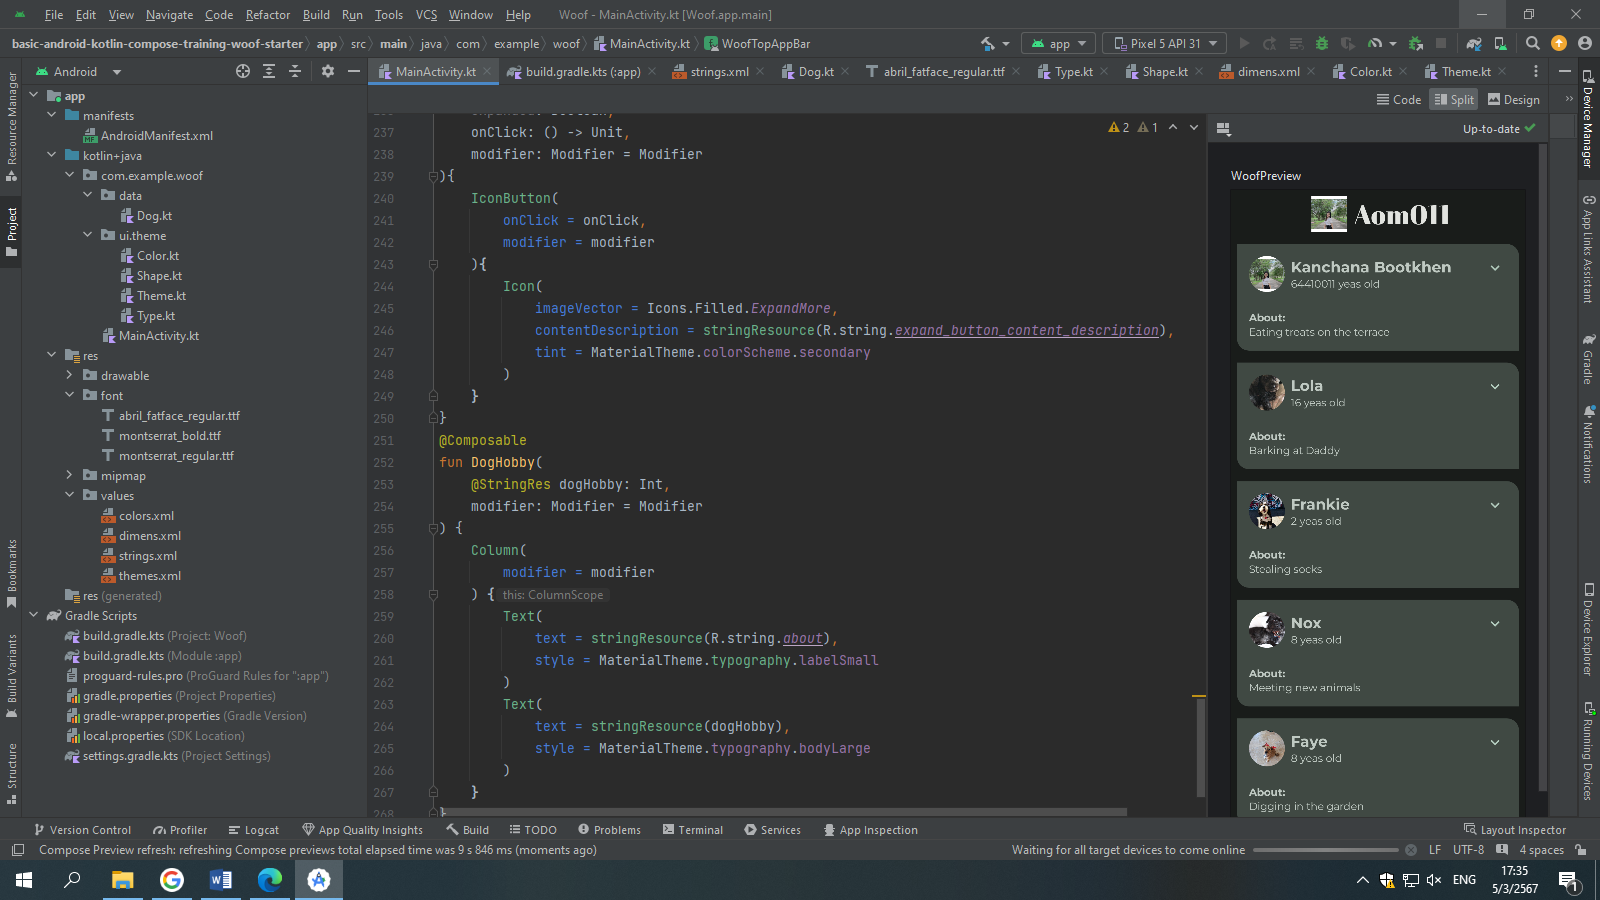 File Edit View Navigate Code Refactor Build Run Tools VCS Window Help Woof - MainActivity.kt [Woof.app.main]
basic-android-kotlin-compose-training-woof-starter app src main java com example woof MainActivity.kt WoofTopAppBar app Pixel 5 API 31
Android
MainActivity.kt build.gradle.kts (:app) strings.xml Dog.kt abril_fatface_regular.ttf Type.kt Shape.kt dimens.xml Color.kt Theme.kt
Code Split Design
Resource Manager
Project
Bookmarks
Build Variants
Structure
app
manifests
AndroidManifest.xml
kotlin+java
com.example.woof
data
Dog.kt
ui.theme
Color.kt
Shape.kt
Theme.kt
Type.kt
MainActivity.kt
res
drawable
font
abril_fatface_regular.ttf
montserrat_bold.ttf
montserrat_regular.ttf
mipmap
values
colors.xml
dimens.xml
strings.xml
themes.xml
res (generated)
Gradle Scripts
build.gradle.kts (Project: Woof)
build.gradle.kts (Module :app)
proguard-rules.pro (ProGuard Rules for ":app")
gradle.properties (Project Properties)
gradle-wrapper.properties (Gradle Version)
local.properties (SDK Location)
settings.gradle.kts (Project Settings)
2 1
237 onClick: () -> Unit,
238 modifier: Modifier = Modifier
239 ){
240 IconButton(
241 onClick = onClick,
242 modifier = modifier
243 ){
244 Icon(
245 imageVector = Icons.Filled.ExpandMore,
246 contentDescription = stringResource(R.string.expand_button_content_description),
247 tint = MaterialTheme.colorScheme.secondary
248 )
249 }
250 }
251 @Composable
252 fun DogHobby(
253 @StringRes dogHobby: Int,
254 modifier: Modifier = Modifier
255 ) {
256 Column(
257 modifier = modifier
258 ) { this: ColumnScope
259 Text(
260 text = stringResource(R.string.about),
261 style = MaterialTheme.typography.labelSmall
262 )
263 Text(
264 text = stringResource(dogHobby),
265 style = MaterialTheme.typography.bodyLarge
266 )
267 }
268 }
Up-to-date
WoofPreview
Aom011
Kanchana Bootkhen
64410011 yeas old
About:
Eating treats on the terrace
Lola
16 yeas old
About:
Barking at Daddy
Frankie
2 yeas old
About:
Stealing socks
Nox
8 yeas old
About:
Meeting new animals
Faye
8 yeas old
About:
Digging in the garden
Device Manager
App Links Assistant
Gradle
Notifications
Device Explorer
Running Devices
Version Control Profiler Logcat App Quality Insights Build TODO Problems Terminal Services App Inspection Layout Inspector
Compose Preview refresh: refreshing Compose previews total elapsed time was 9 s 846 ms (moments ago) Waiting for all target devices to come online LF UTF-8 4 spaces
ENG 17:35
5/3/2567
1